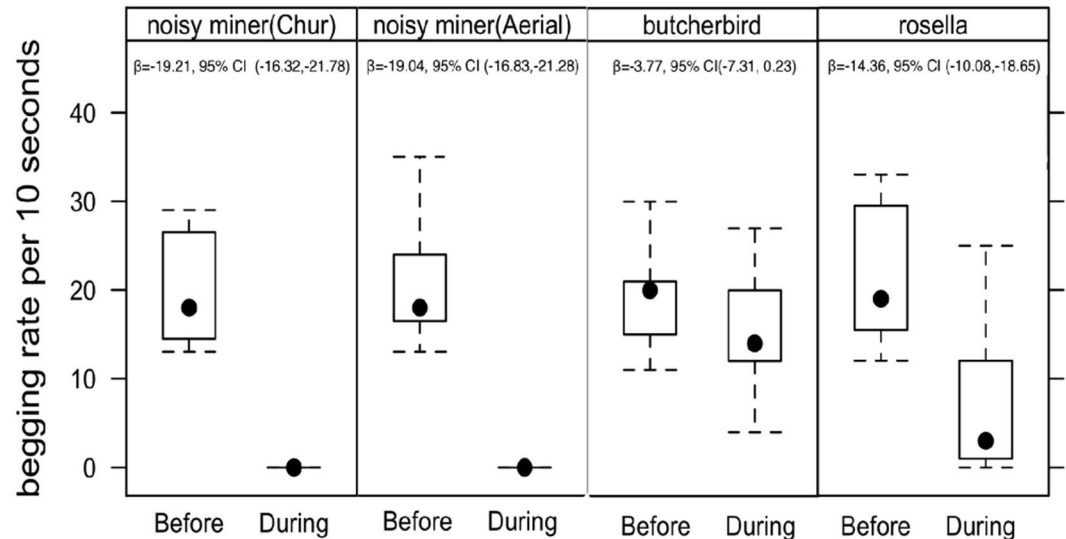 noisy miner(Chur) noisy miner(Aerial) butcherbird rosella
β=-19.21, 95% CI (-16.32,-21.78) β=-19.04, 95% CI (-16.83,-21.28) β=-3.77, 95% CI(-7.31, 0.23) β=-14.36, 95% CI (-10.08,-18.65)
begging rate per 10 seconds
40
30
20
10
0
Before During Before During Before During Before During